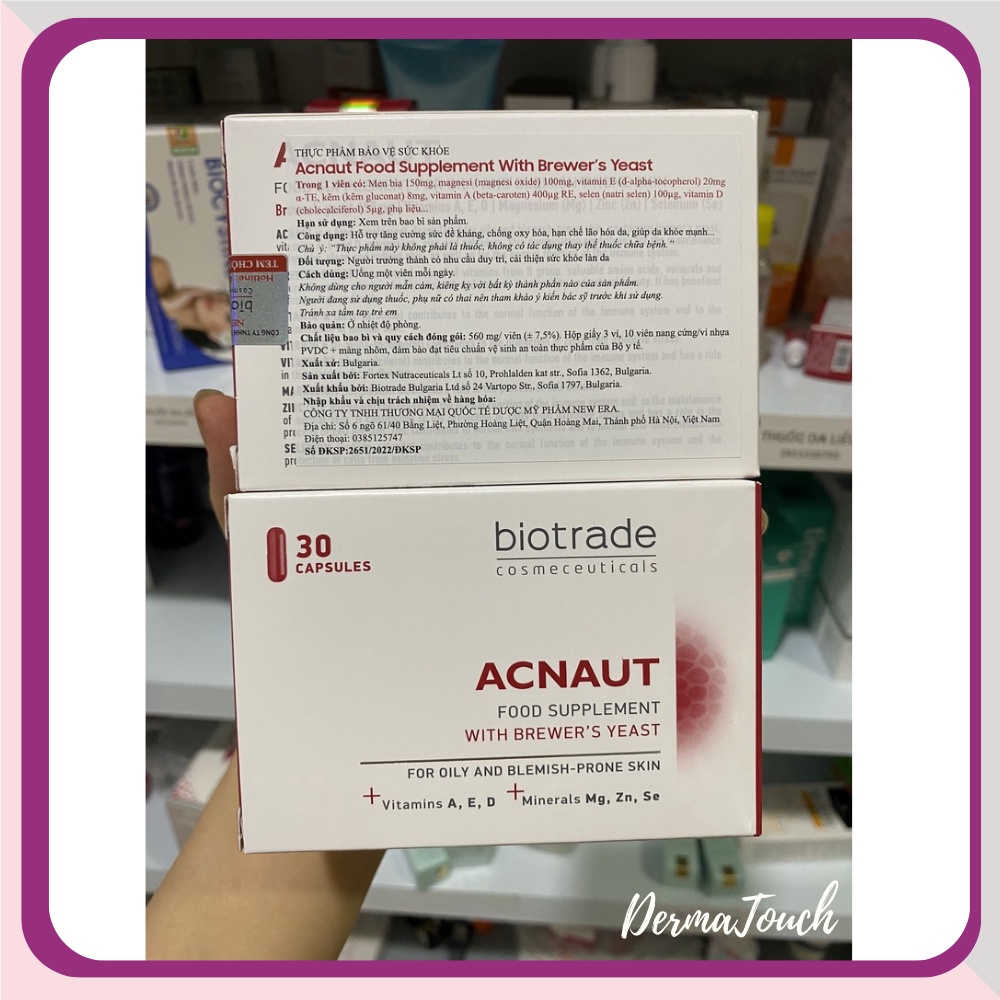 THỰC PHẨM BẢO VỆ SỨC KHỎE
Acnaut Food Supplement With Brewer's Yeast
Trong 1 viên có: Men bia 150mg, magnesi (magnesi oxide) 100mg, vitamin E (d-alpha-tocopherol) 20mg
α-TE, kẽm (kẽm gluconat) 8mg, vitamin A (beta-caroten) 400µg RE, selen (natri selen) 100µg, vitamin D
(cholecalciferol) 5µg, phụ liệu...
Hạn sử dụng: Xem trên bao bì sản phẩm.
Công dụng: Hỗ trợ tăng cường sức đề kháng, chống oxy hóa, hạn chế lão hóa da, giúp da khỏe mạnh...
Chú ý: "Thực phẩm này không phải là thuốc, không có tác dụng thay thế thuốc chữa bệnh."
Đối tượng: Người trưởng thành có nhu cầu duy trì, cải thiện sức khỏe làn da
Cách dùng: Uống một viên mỗi ngày.
Không dùng cho người mẫn cảm, kiêng kỵ với bất kỳ thành phần nào của sản phẩm.
Người đang sử dụng thuốc, phụ nữ có thai nên tham khảo ý kiến bác sỹ trước khi sử dụng.
Tránh xa tầm tay trẻ em
Bảo quản: Ở nhiệt độ phòng.
Chất liệu bao bì và quy cách đóng gói: 560 mg/ viên (± 7,5%). Hộp giấy 3 vỉ, 10 viên nang cứng/vỉ nhựa
PVDC + màng nhôm, đảm bảo đạt tiêu chuẩn vệ sinh an toàn thực phẩm của Bộ y tế.
Xuất xứ: Bulgaria.
Sản xuất bởi: Fortex Nutraceuticals Lt số 10, Prohlalden kat str., Sofia 1362, Bulgaria.
Xuất khẩu bởi: Biotrade Bulgaria Ltd số 24 Vartopo Str., Sofia 1797, Bulgaria.
Nhập khẩu và chịu trách nhiệm về hàng hóa:
CÔNG TY TNHH THƯƠNG MẠI QUỐC TẾ DƯỢC MỸ PHẨM NEW ERA.
Địa chỉ: Số 6 ngõ 61/40 Bằng Liệt, Phường Hoàng Liệt, Quận Hoàng Mai, Thành phố Hà Nội, Việt Nam
Điện thoại: 0385125747
Số ĐKSP:2651/2022/ĐKSP
30
CAPSULES
biotrade
cosmeceuticals
ACNAUT
FOOD SUPPLEMENT
WITH BREWER'S YEAST
FOR OILY AND BLEMISH-PRONE SKIN
+Vitamins A, E, D +Minerals Mg, Zn, Se
DermaTouch